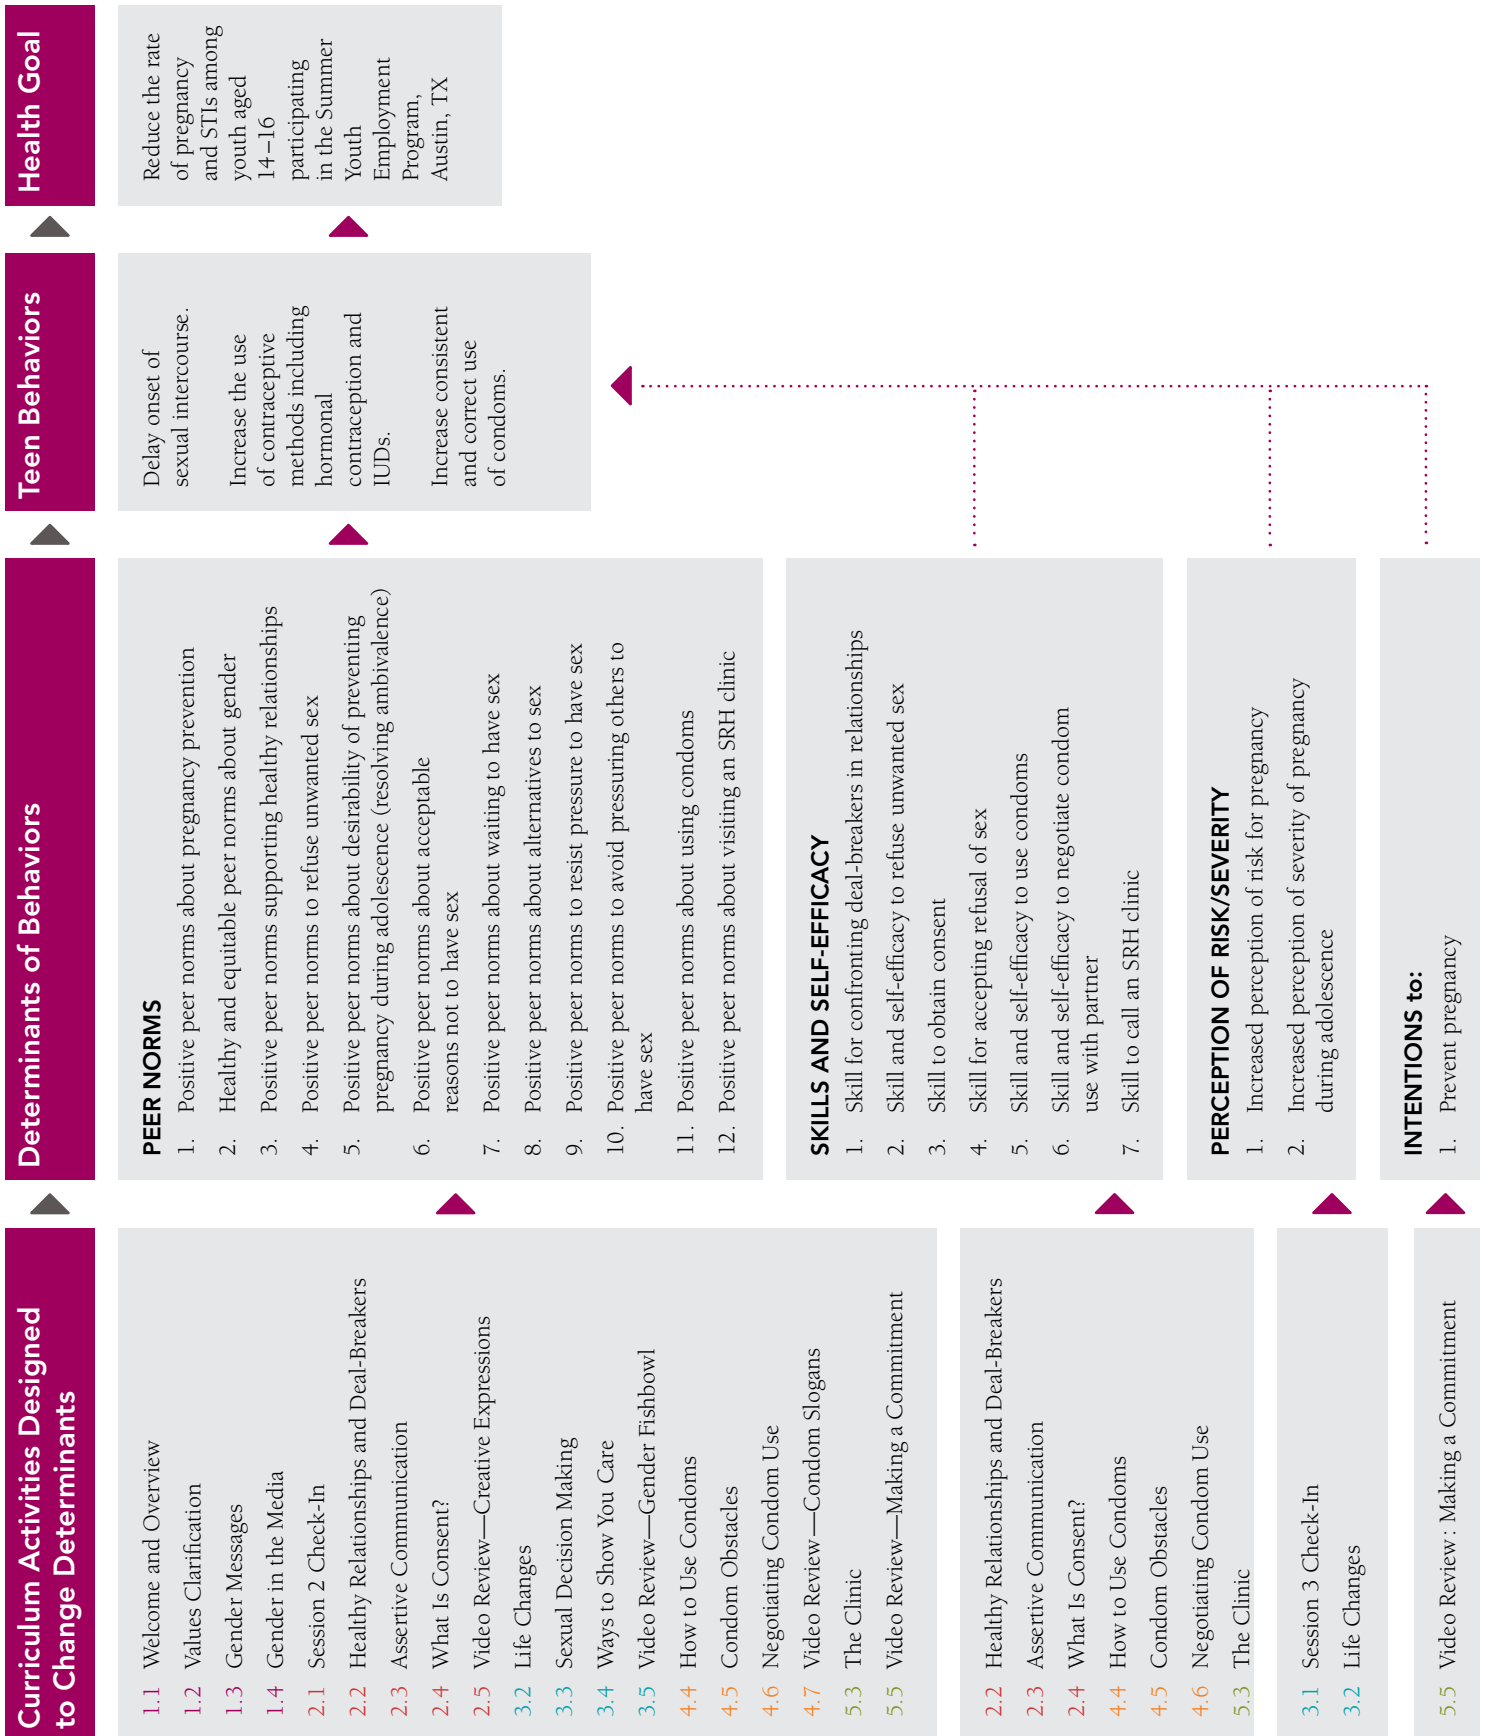 Curriculum Activities Designed
to Change Determinants
1.1 Welcome and Overview
1.2 Values Clarification
1.3 Gender Messages
1.4 Gender in the Media
2.1 Session 2 Check-In
2.2 Healthy Relationships and Deal-Breakers
2.3 Assertive Communication
2.4 What Is Consent?
2.5 Video Review—Creative Expressions
3.2 Life Changes
3.3 Sexual Decision Making
3.4 Ways to Show You Care
3.5 Video Review—Gender Fishbowl
4.4 How to Use Condoms
4.5 Condom Obstacles
4.6 Negotiating Condom Use
4.7 Video Review—Condom Slogans
5.3 The Clinic
5.5 Video Review—Making a Commitment
2.2 Healthy Relationships and Deal-Breakers
2.3 Assertive Communication
2.4 What Is Consent?
4.4 How to Use Condoms
4.5 Condom Obstacles
4.6 Negotiating Condom Use
5.3 The Clinic
3.1 Session 3 Check-In
3.2 Life Changes
5.5 Video Review: Making a Commitment
Determinants of Behaviors
PEER NORMS
1. Positive peer norms about pregnancy prevention
2. Healthy and equitable peer norms about gender
3. Positive peer norms supporting healthy relationships
4. Positive peer norms to refuse unwanted sex
5. Positive peer norms about desirability of preventing
pregnancy during adolescence (resolving ambivalence)
6. Positive peer norms about acceptable
reasons not to have sex
7. Positive peer norms about waiting to have sex
8. Positive peer norms about alternatives to sex
9. Positive peer norms to resist pressure to have sex
10. Positive peer norms to avoid pressuring others to
have sex
11. Positive peer norms about using condoms
12. Positive peer norms about visiting an SRH clinic
SKILLS AND SELF-EFFICACY
1. Skill for confronting deal-breakers in relationships
2. Skill and self-efficacy to refuse unwanted sex
3. Skill to obtain consent
4. Skill for accepting refusal of sex
5. Skill and self-efficacy to use condoms
6. Skill and self-efficacy to negotiate condom
use with partner
7. Skill to call an SRH clinic
PERCEPTION OF RISK/SEVERITY
1. Increased perception of risk for pregnancy
2. Increased perception of severity of pregnancy
during adolescence
INTENTIONS to:
1. Prevent pregnancy
Teen Behaviors
Delay onset of
sexual intercourse.
Increase the use
of contraceptive
methods including
hormonal
contraception and
IUDs.
Increase consistent
and correct use
of condoms.
Health Goal
Reduce the rate
of pregnancy
and STIs among
youth aged
14–16
participating
in the Summer
Youth
Employment
Program,
Austin, TX